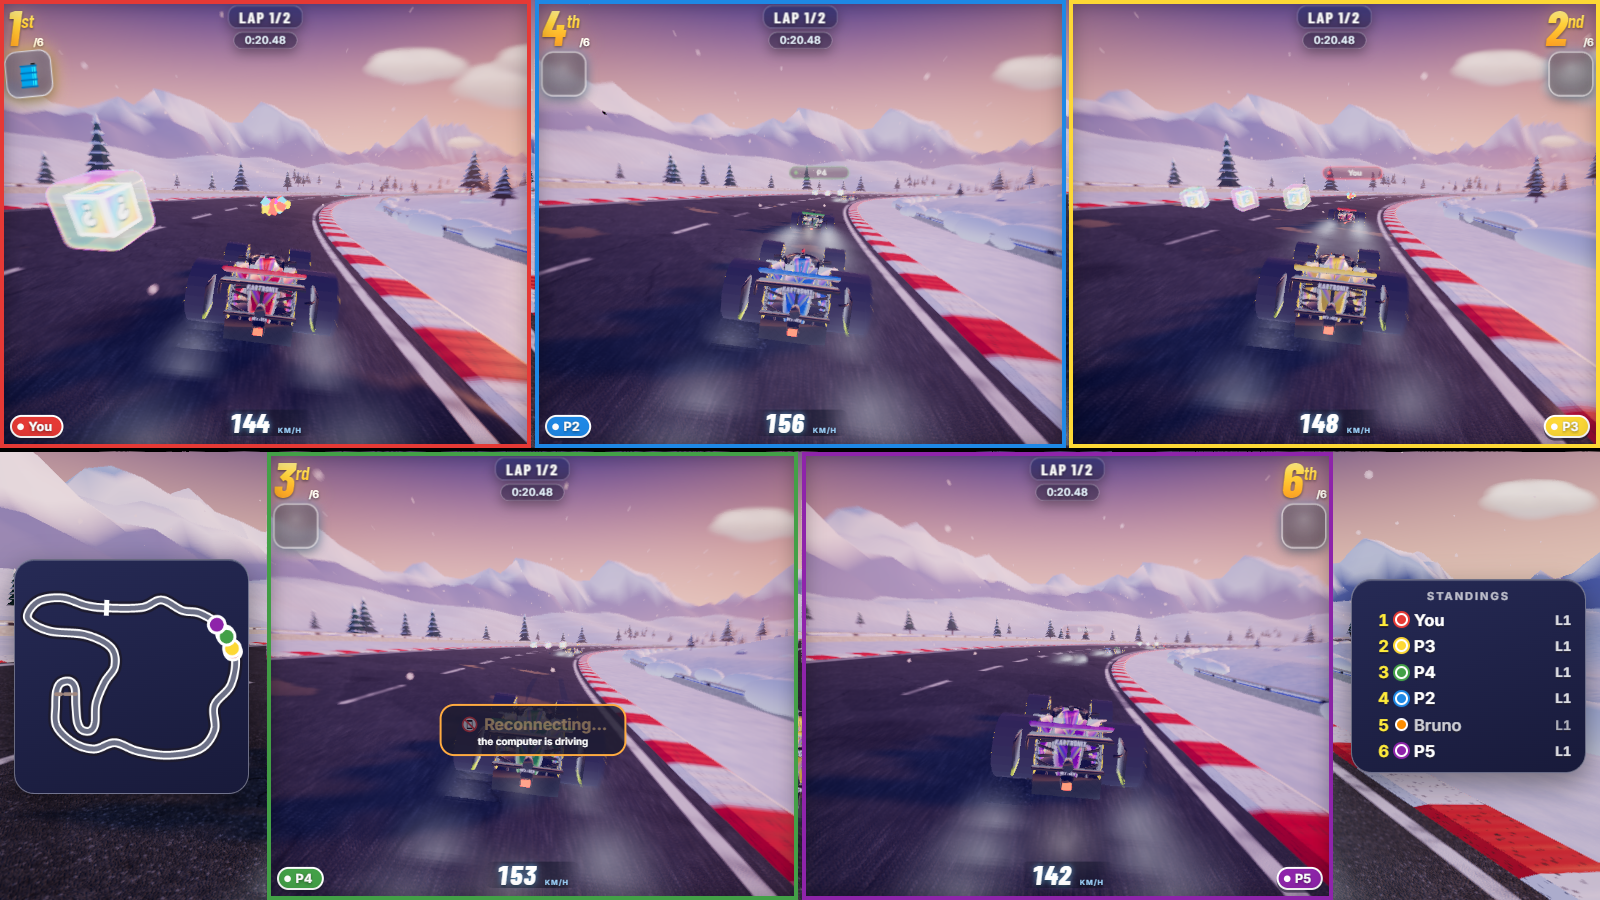 1st
/6
LAP 1/2
0:20.48
You
144 KM/H
4th
/6
LAP 1/2
0:20.48
P4
P2
156 KM/H
2nd
/6
LAP 1/2
0:20.48
You
148 KM/H
P3
3rd
/6
LAP 1/2
0:20.48
Reconnecting...
the computer is driving
P4
153 KM/H
6th
/6
LAP 1/2
0:20.48
142 KM/H
P5
STANDINGS
1 You L1
2 P3 L1
3 P4 L1
4 P2 L1
5 Bruno L1
6 P5 L1